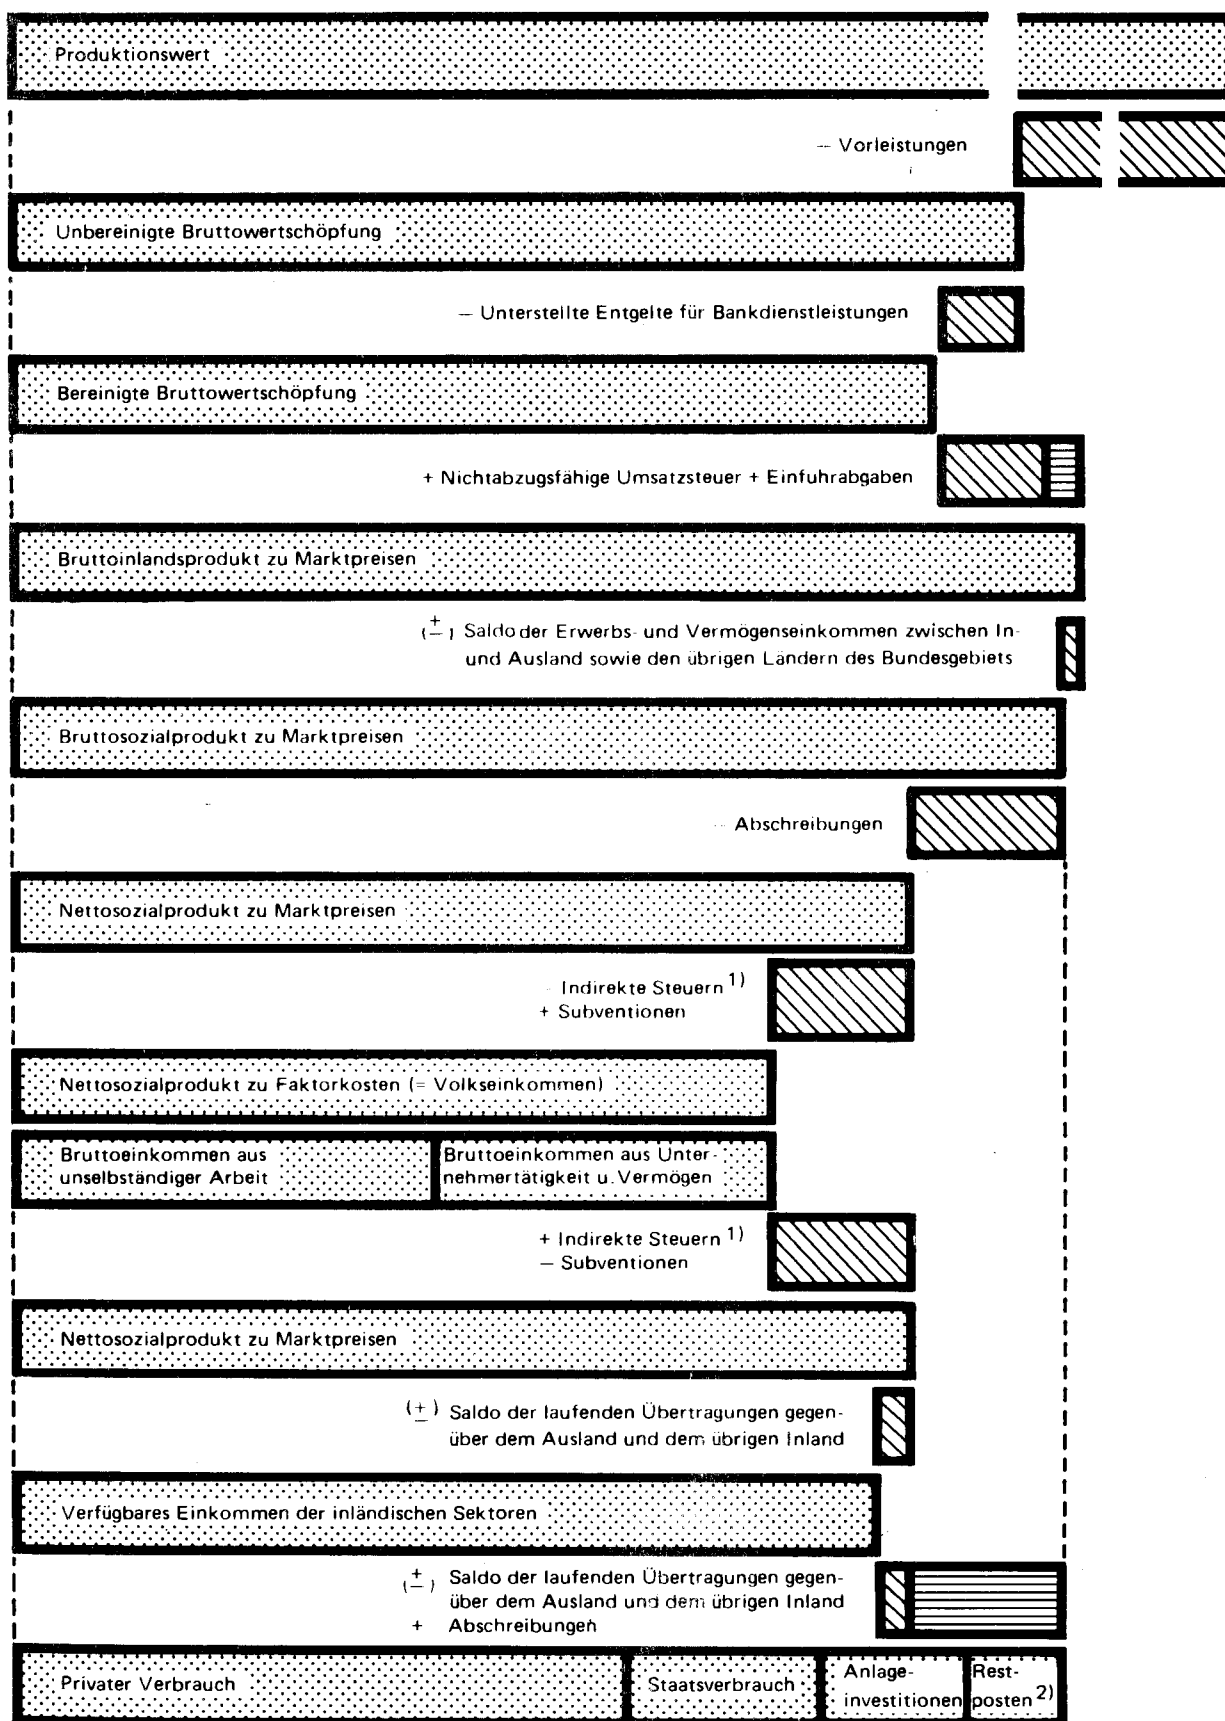 Produktionswert
– Vorleistungen
Unbereinigte Bruttowertschöpfung
– Unterstellte Entgelte für Bankdienstleistungen
Bereinigte Bruttowertschöpfung
+ Nichtabzugsfähige Umsatzsteuer + Einfuhrabgaben
Bruttoinlandsprodukt zu Marktpreisen
(±) Saldo der Erwerbs- und Vermögenseinkommen zwischen In-
und Ausland sowie den übrigen Ländern des Bundesgebiets
Bruttosozialprodukt zu Marktpreisen
– Abschreibungen
Nettosozialprodukt zu Marktpreisen
– Indirekte Steuern 1)
+ Subventionen
Nettosozialprodukt zu Faktorkosten (= Volkseinkommen)
Bruttoeinkommen aus
unselbständiger Arbeit
Bruttoeinkommen aus Unter-
nehmertätigkeit u. Vermögen
+ Indirekte Steuern 1)
– Subventionen
Nettosozialprodukt zu Marktpreisen
(±) Saldo der laufenden Übertragungen gegen-
über dem Ausland und dem übrigen Inland
Verfügbares Einkommen der inländischen Sektoren
(±) Saldo der laufenden Übertragungen gegen-
über dem Ausland und dem übrigen Inland
+ Abschreibungen
Privater Verbrauch
Staatsverbrauch
Anlage-
investitionen
Rest-
posten 2)